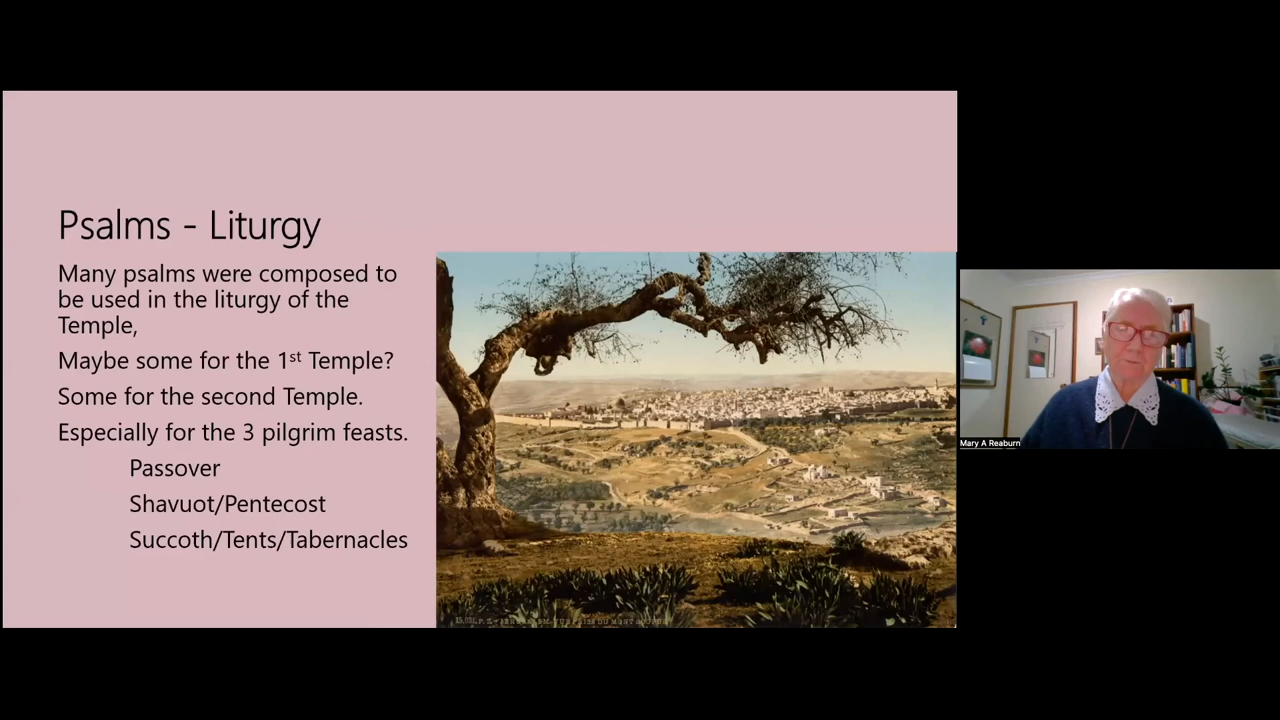 Psalms - Liturgy
Many psalms were composed to
be used in the liturgy of the
Temple,
Maybe some for the 1st Temple?
Some for the second Temple.
Especially for the 3 pilgrim feasts.
Passover
Shavuot/Pentecost
Succoth/Tents/Tabernacles
Mary A Reaburn